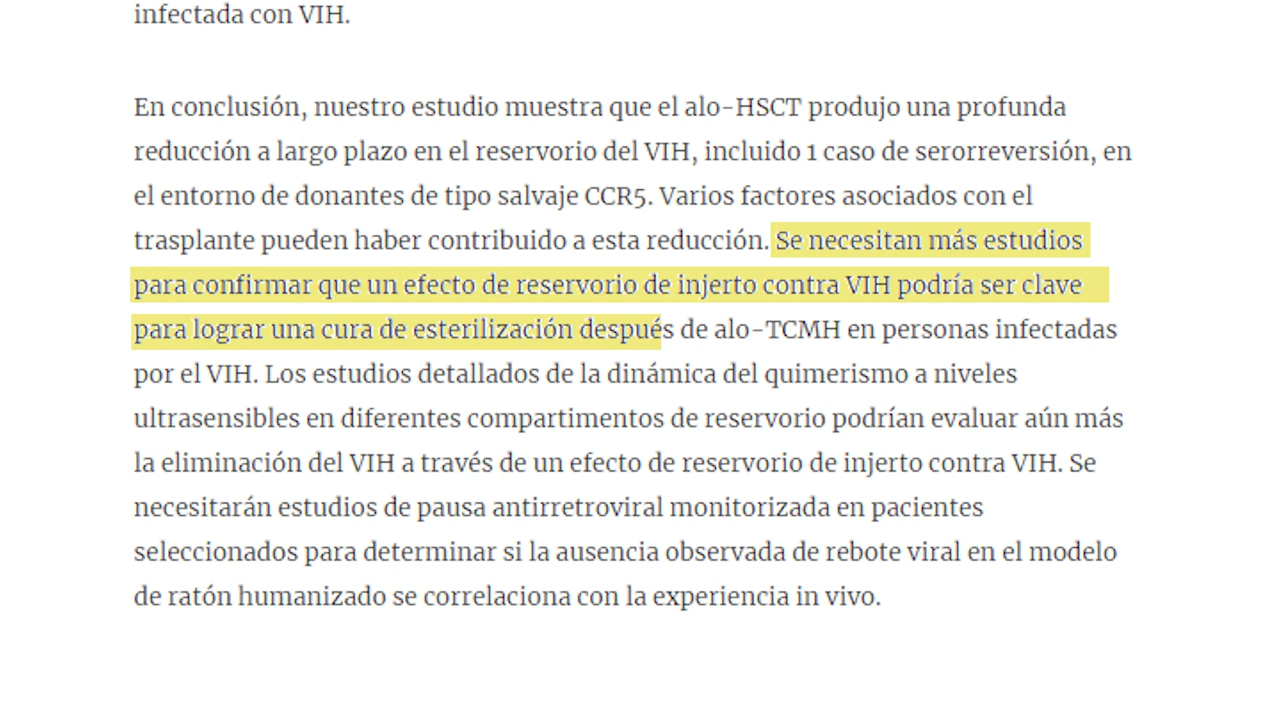 infectada con VIH.
En conclusión, nuestro estudio muestra que el alo-HSCT produjo una profunda
reducción a largo plazo en el reservorio del VIH, incluido 1 caso de serorreversión, en
el entorno de donantes de tipo salvaje CCR5. Varios factores asociados con el
trasplante pueden haber contribuido a esta reducción. Se necesitan más estudios
para confirmar que un efecto de reservorio de injerto contra VIH podría ser clave
para lograr una cura de esterilización después de alo-TCMH en personas infectadas
por el VIH. Los estudios detallados de la dinámica del quimerismo a niveles
ultrasensibles en diferentes compartimentos de reservorio podrían evaluar aún más
la eliminación del VIH a través de un efecto de reservorio de injerto contra VIH. Se
necesitarán estudios de pausa antirretroviral monitorizada en pacientes
seleccionados para determinar si la ausencia observada de rebote viral en el modelo
de ratón humanizado se correlaciona con la experiencia in vivo.